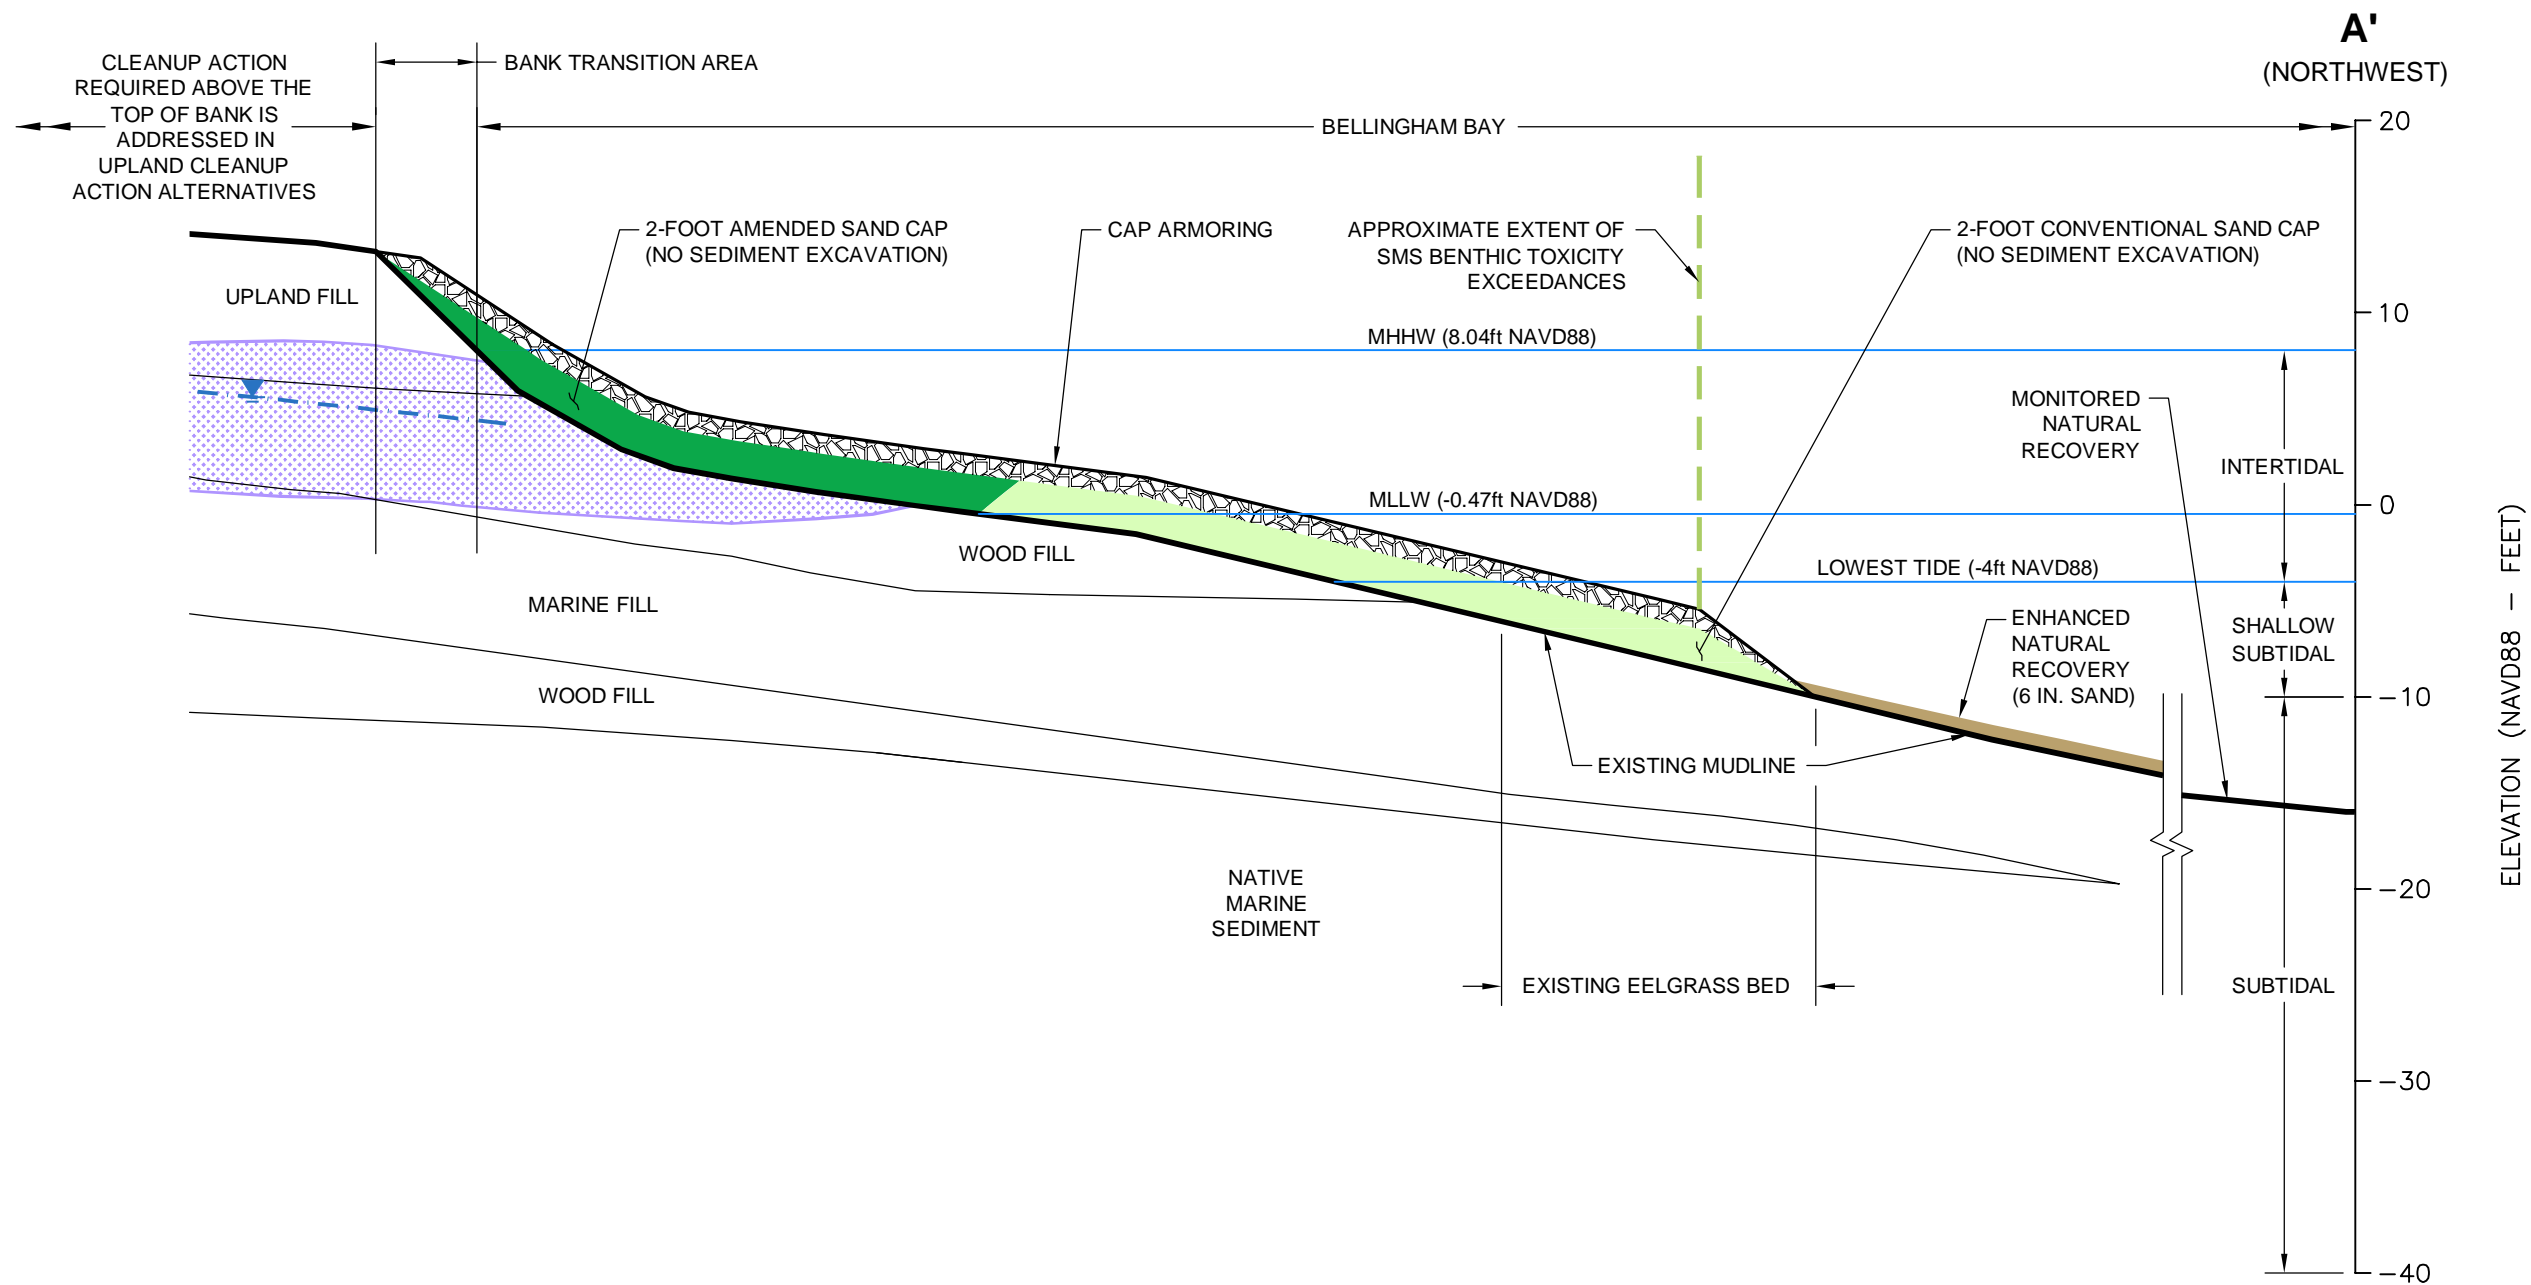 A'
(NORTHWEST)
CLEANUP ACTION
REQUIRED ABOVE THE
TOP OF BANK IS
ADDRESSED IN
UPLAND CLEANUP
ACTION ALTERNATIVES
BANK TRANSITION AREA
BELLINGHAM BAY
20
2-FOOT AMENDED SAND CAP
(NO SEDIMENT EXCAVATION)
CAP ARMORING
APPROXIMATE EXTENT OF
SMS BENTHIC TOXICITY
EXCEEDANCES
2-FOOT CONVENTIONAL SAND CAP
(NO SEDIMENT EXCAVATION)
UPLAND FILL
10
MHHW (8.04ft NAVD88)
MONITORED
NATURAL
RECOVERY
INTERTIDAL
MLLW (-0.47ft NAVD88)
0
WOOD FILL
LOWEST TIDE (-4ft NAVD88)
MARINE FILL
ENHANCED
NATURAL
RECOVERY
(6 IN. SAND)
SHALLOW
SUBTIDAL
WOOD FILL
-10
EXISTING MUDLINE
ELEVATION (NAVD88 - FEET)
NATIVE
MARINE
SEDIMENT
-20
EXISTING EELGRASS BED
SUBTIDAL
-30
-40